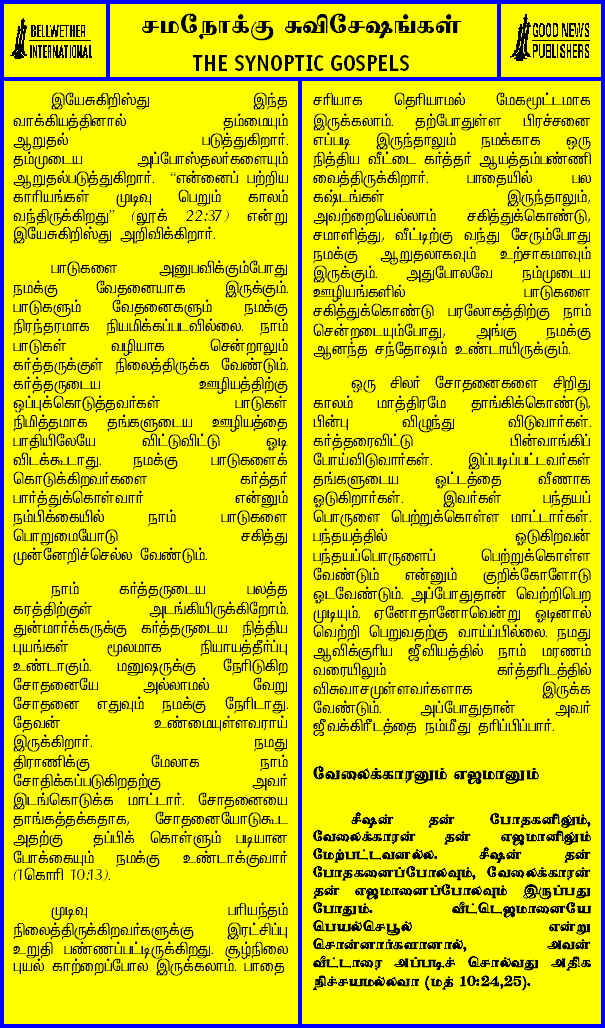 BELLWETHER
INTERNATIONAL
சமநோக்கு சுவிசேஷங்கள்
THE SYNOPTIC GOSPELS
GOOD NEWS
PUBLISHERS
இயேசுகிறிஸ்து இந்த
வாக்கியத்தினால் தம்மையும்
ஆறுதல் படுத்துகிறார்.
தம்முடைய அப்போஸ்தலர்களையும்
ஆறுதல்படுத்துகிறார். “என்னைப் பற்றிய
காரியங்கள் முடிவு பெறும் காலம்
வந்திருக்கிறது” (லூக் 22:37) என்று
இயேசுகிறிஸ்து அறிவிக்கிறார்.
பாடுகளை அனுபவிக்கும்போது
நமக்கு வேதனையாக இருக்கும்.
பாடுகளும் வேதனைகளும் நமக்கு
நிரந்தரமாக நியமிக்கப்படவில்லை. நாம்
பாடுகள் வழியாக சென்றாலும்
கர்த்தருக்குள் நிலைத்திருக்க வேண்டும்.
கர்த்தருடைய ஊழியத்திற்கு
ஒப்புக்கொடுத்தவர்கள் பாடுகள்
நிமித்தமாக தங்களுடைய ஊழியத்தை
பாதியிலேயே விட்டுவிட்டு ஓடி
விடக்கூடாது. நமக்கு பாடுகளைக்
கொடுக்கிறவர்களை கர்த்தர்
பார்த்துக்கொள்வார் என்னும்
நம்பிக்கையில் நாம் பாடுகளை
பொறுமையோடு சகித்து
முன்னேறிச்செல்ல வேண்டும்.
நாம் கர்த்தருடைய பலத்த
கரத்திற்குள் அடங்கியிருக்கிறோம்.
துன்மார்க்கருக்கு கர்த்தருடைய நித்திய
புயங்கள் மூலமாக நியாயத்தீர்ப்பு
உண்டாகும். மனுஷருக்கு நேரிடுகிற
சோதனையே அல்லாமல் வேறு
சோதனை எதுவும் நமக்கு நேரிடாது.
தேவன் உண்மையுள்ளவராய்
இருக்கிறார். நமது
திராணிக்கு மேலாக நாம்
சோதிக்கப்படுகிறதற்கு அவர்
இடங்கொடுக்க மாட்டார். சோதனையை
தாங்கத்தக்கதாக, சோதனையோடுகூட
அதற்கு தப்பிக் கொள்ளும் படியான
போக்கையும் நமக்கு உண்டாக்குவார்
(1கொரி 10:13).
முடிவு பரியந்தம்
நிலைத்திருக்கிறவர்களுக்கு இரட்சிப்பு
உறுதி பண்ணப்பட்டிருக்கிறது. சூழ்நிலை
புயல் காற்றைப்போல இருக்கலாம். பாதை
சரியாக தெரியாமல் மேகமூட்டமாக
இருக்கலாம். தற்போதுள்ள பிரச்சனை
எப்படி இருந்தாலும் நமக்காக ஒரு
நித்திய வீட்டை கர்த்தர் ஆயத்தம்பண்ணி
வைத்திருக்கிறார். பாதையில் பல
கஷ்டங்கள் இருந்தாலும்,
அவற்றையெல்லாம் சகித்துக்கொண்டு,
சமாளித்து, வீட்டிற்கு வந்து சேரும்போது
நமக்கு ஆறுதலாகவும் உற்சாகமாவும்
இருக்கும். அதுபோலவே நம்முடைய
ஊழியங்களில் பாடுகளை
சகித்துக்கொண்டு பரலோகத்திற்கு நாம்
சென்றடையும்போது, அங்கு நமக்கு
ஆனந்த சந்தோஷம் உண்டாயிருக்கும்.
ஒரு சிலர் சோதனைகளை சிறிது
காலம் மாத்திரமே தாங்கிக்கொண்டு,
பின்பு விழுந்து விடுவார்கள்.
கர்த்தரைவிட்டு பின்வாங்கிப்
போய்விடுவார்கள். இப்படிப்பட்டவர்கள்
தங்களுடைய ஓட்டத்தை வீணாக
ஓடுகிறார்கள். இவர்கள் பந்தயப்
பொருளை பெற்றுக்கொள்ள மாட்டார்கள்.
பந்தயத்தில் ஓடுகிறவன்
பந்தயப்பொருளைப் பெற்றுக்கொள்ள
வேண்டும் என்னும் குறிக்கோளோடு
ஓடவேண்டும். அப்போதுதான் வெற்றிபெற
முடியும். ஏனோதானோவென்று ஓடினால்
வெற்றி பெறுவதற்கு வாய்ப்பில்லை. நமது
ஆவிக்குரிய ஜீவியத்தில் நாம் மரணம்
வரையிலும் கர்த்தரிடத்தில்
விசுவாசமுள்ளவர்களாக இருக்க
வேண்டும். அப்போதுதான் அவர்
ஜீவக்கிரீடத்தை நம்மீது தரிப்பிப்பார்.
வேலைக்காரனும் எஜமானும்
சீஷன் தன் போதகனிலும்,
வேலைக்காரன் தன் எஜமானிலும்
மேற்பட்டவனல்ல. சீஷன் தன்
போதகனைப்போலவும், வேலைக்காரன்
தன் எஜமானைப்போலவும் இருப்பது
போதும். வீட்டெஜமானையே
பெயல்செபூல் என்று
சொன்னார்களானால், அவன்
வீட்டாரை அப்படிச் சொல்வது அதிக
நிச்சயமல்லவா (மத் 10:24,25).